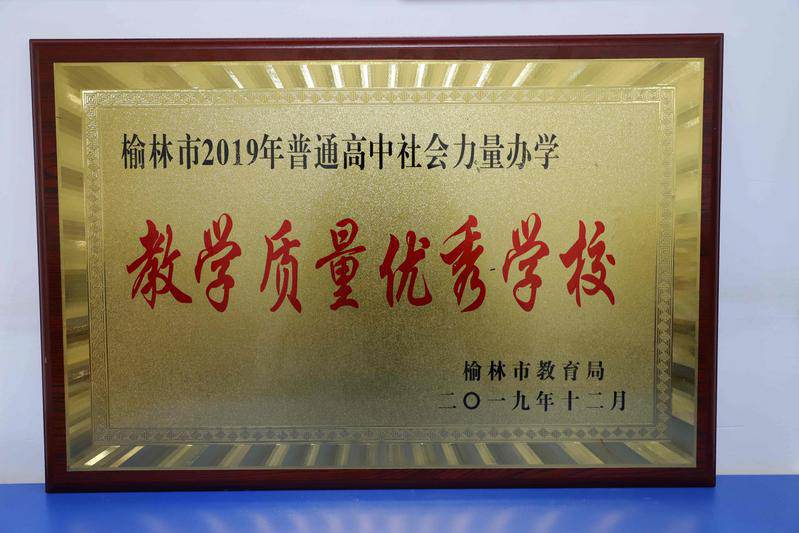 榆林市2019年普通高中社会力量办学
教学质量优秀学校
榆林市教育局
二〇一九年十二月